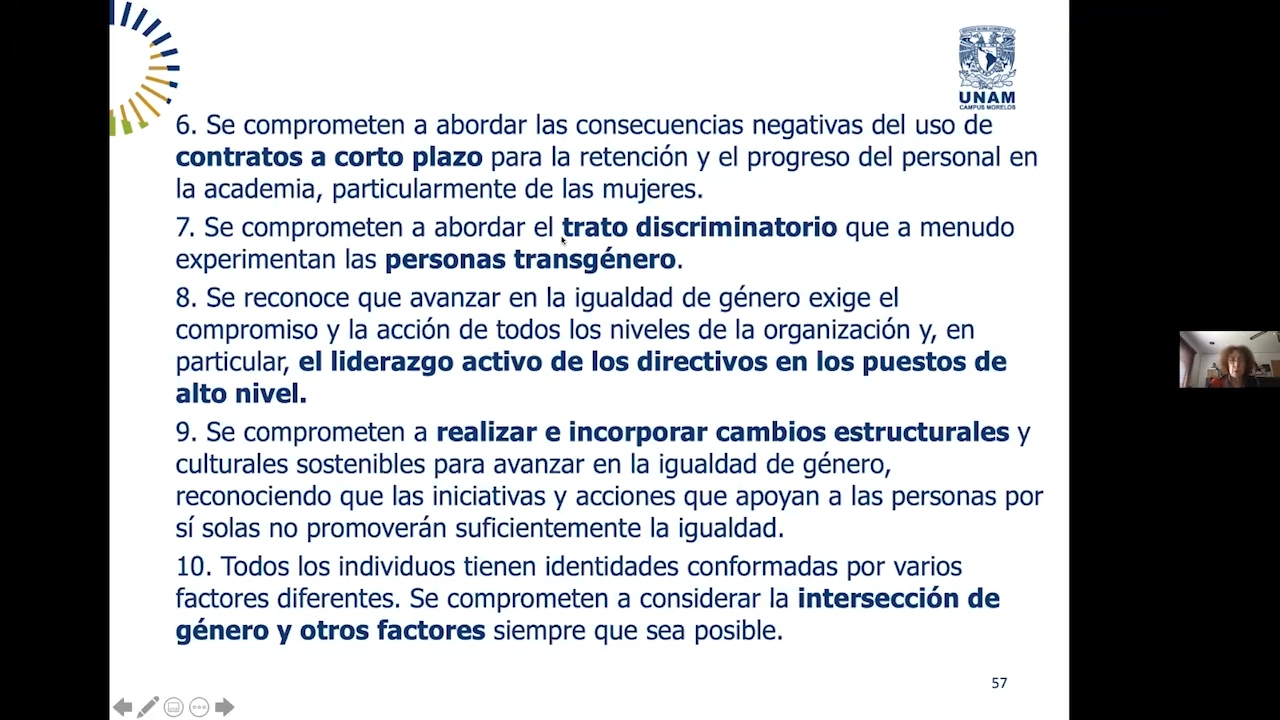 UNAM
CAMPUS MORELOS
6. Se comprometen a abordar las consecuencias negativas del uso de
contratos a corto plazo para la retención y el progreso del personal en
la academia, particularmente de las mujeres.
7. Se comprometen a abordar el trato discriminatorio que a menudo
experimentan las personas transgénero.
8. Se reconoce que avanzar en la igualdad de género exige el
compromiso y la acción de todos los niveles de la organización y, en
particular, el liderazgo activo de los directivos en los puestos de
alto nivel.
9. Se comprometen a realizar e incorporar cambios estructurales y
culturales sostenibles para avanzar en la igualdad de género,
reconociendo que las iniciativas y acciones que apoyan a las personas por
sí solas no promoverán suficientemente la igualdad.
10. Todos los individuos tienen identidades conformadas por varios
factores diferentes. Se comprometen a considerar la intersección de
género y otros factores siempre que sea posible.
57